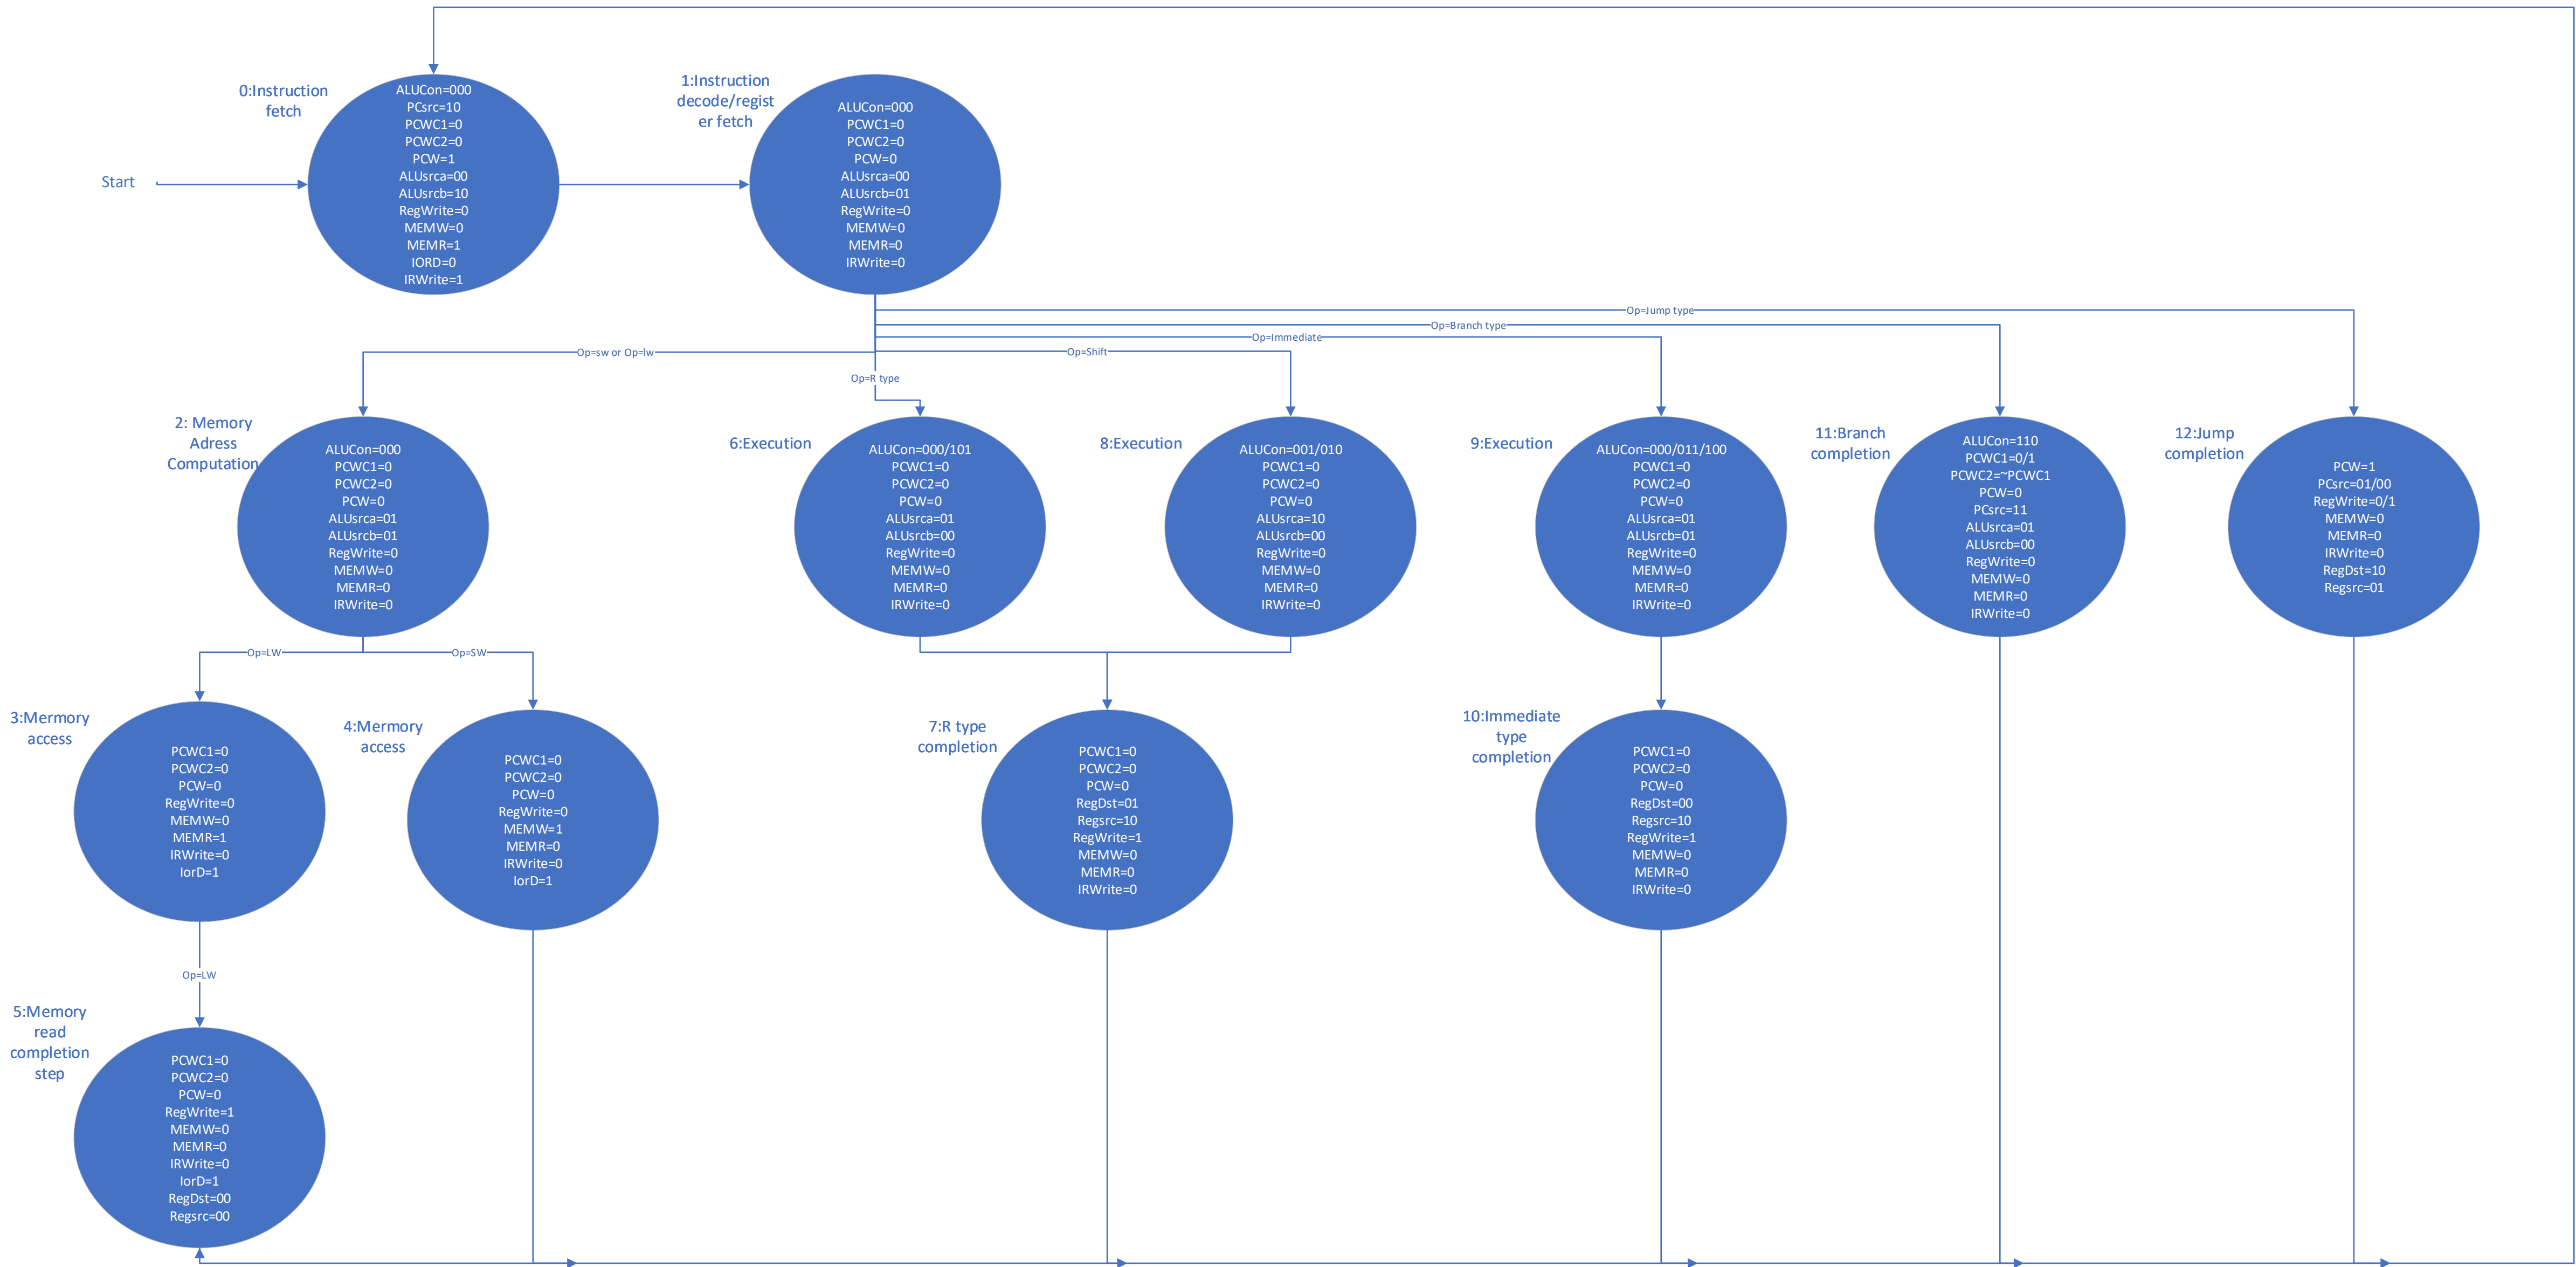 0:Instruction
fetch
ALUCon=000
PCsrc=10
PCWC1=0
PCWC2=0
PCW=1
ALUsrca=00
ALUsrcb=10
RegWrite=0
MEMW=0
MEMR=1
IORD=0
IRWrite=1
1:Instruction
decode/regist
er fetch
ALUCon=000
PCWC1=0
PCWC2=0
PCW=0
ALUsrca=00
ALUsrcb=01
RegWrite=0
MEMW=0
MEMR=0
IRWrite=0
Start
Op=Jump type
Op=Branch type
Op=Immediate
Op=sw or Op=lw
Op=Shift
Op=R type
2: Memory
Adress
Computation
ALUCon=000
PCWC1=0
PCWC2=0
PCW=0
ALUsrca=01
ALUsrcb=01
RegWrite=0
MEMW=0
MEMR=0
IRWrite=0
6:Execution
ALUCon=000/101
PCWC1=0
PCWC2=0
PCW=0
ALUsrca=01
ALUsrcb=00
RegWrite=0
MEMW=0
MEMR=0
IRWrite=0
8:Execution
ALUCon=001/010
PCWC1=0
PCWC2=0
PCW=0
ALUsrca=10
ALUsrcb=00
RegWrite=0
MEMW=0
MEMR=0
IRWrite=0
9:Execution
ALUCon=000/011/100
PCWC1=0
PCWC2=0
PCW=0
ALUsrca=01
ALUsrcb=01
RegWrite=0
MEMW=0
MEMR=0
IRWrite=0
11:Branch
completion
ALUCon=110
PCWC1=0/1
PCWC2=~PCWC1
PCW=0
PCsrc=11
ALUsrca=01
ALUsrcb=00
RegWrite=0
MEMW=0
MEMR=0
IRWrite=0
12:Jump
completion
PCW=1
PCsrc=01/00
RegWrite=0/1
MEMW=0
MEMR=0
IRWrite=0
RegDst=10
Regsrc=01
Op=LW
Op=SW
3:Mermory
access
PCWC1=0
PCWC2=0
PCW=0
RegWrite=0
MEMW=0
MEMR=1
IRWrite=0
IorD=1
4:Mermory
access
PCWC1=0
PCWC2=0
PCW=0
RegWrite=0
MEMW=1
MEMR=0
IRWrite=0
IorD=1
7:R type
completion
PCWC1=0
PCWC2=0
PCW=0
RegDst=01
Regsrc=10
RegWrite=1
MEMW=0
MEMR=0
IRWrite=0
10:Immediate
type
completion
PCWC1=0
PCWC2=0
PCW=0
RegDst=00
Regsrc=10
RegWrite=1
MEMW=0
MEMR=0
IRWrite=0
Op=LW
5:Memory
read
completion
step
PCWC1=0
PCWC2=0
PCW=0
RegWrite=1
MEMW=0
MEMR=0
IRWrite=0
IorD=1
RegDst=00
Regsrc=00